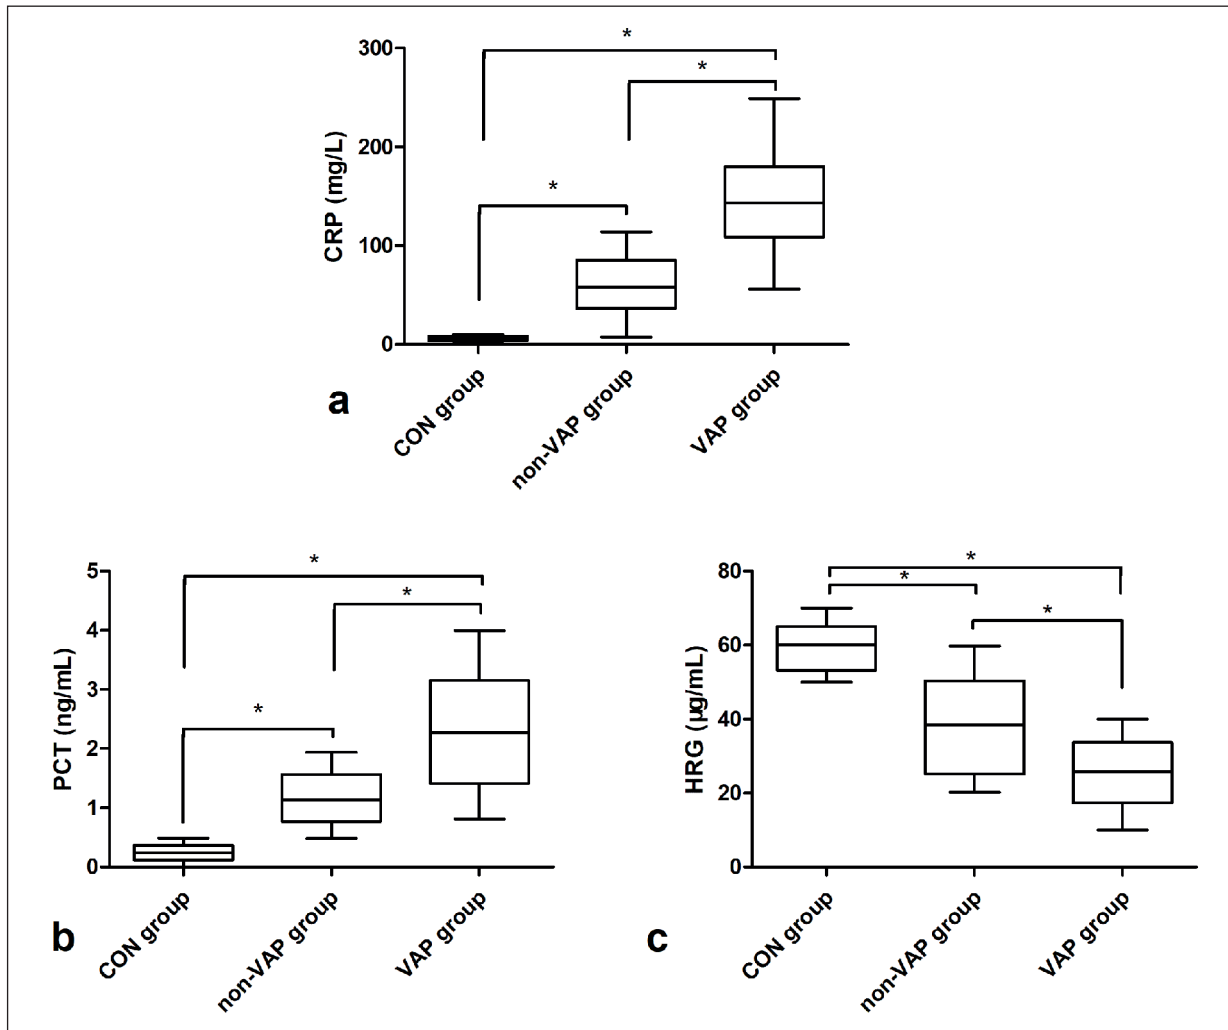 *
300
*
200
CRP (mg/L)
*
100
0
CON group
non-VAP group
VAP group
a
*
5
*
4
3
PCT (ng/mL)
*
2
1
0
CON group
non-VAP group
VAP group
b
*
80
*
*
60
HRG (μg/mL)
40
20
0
CON group
non-VAP group
VAP group
c